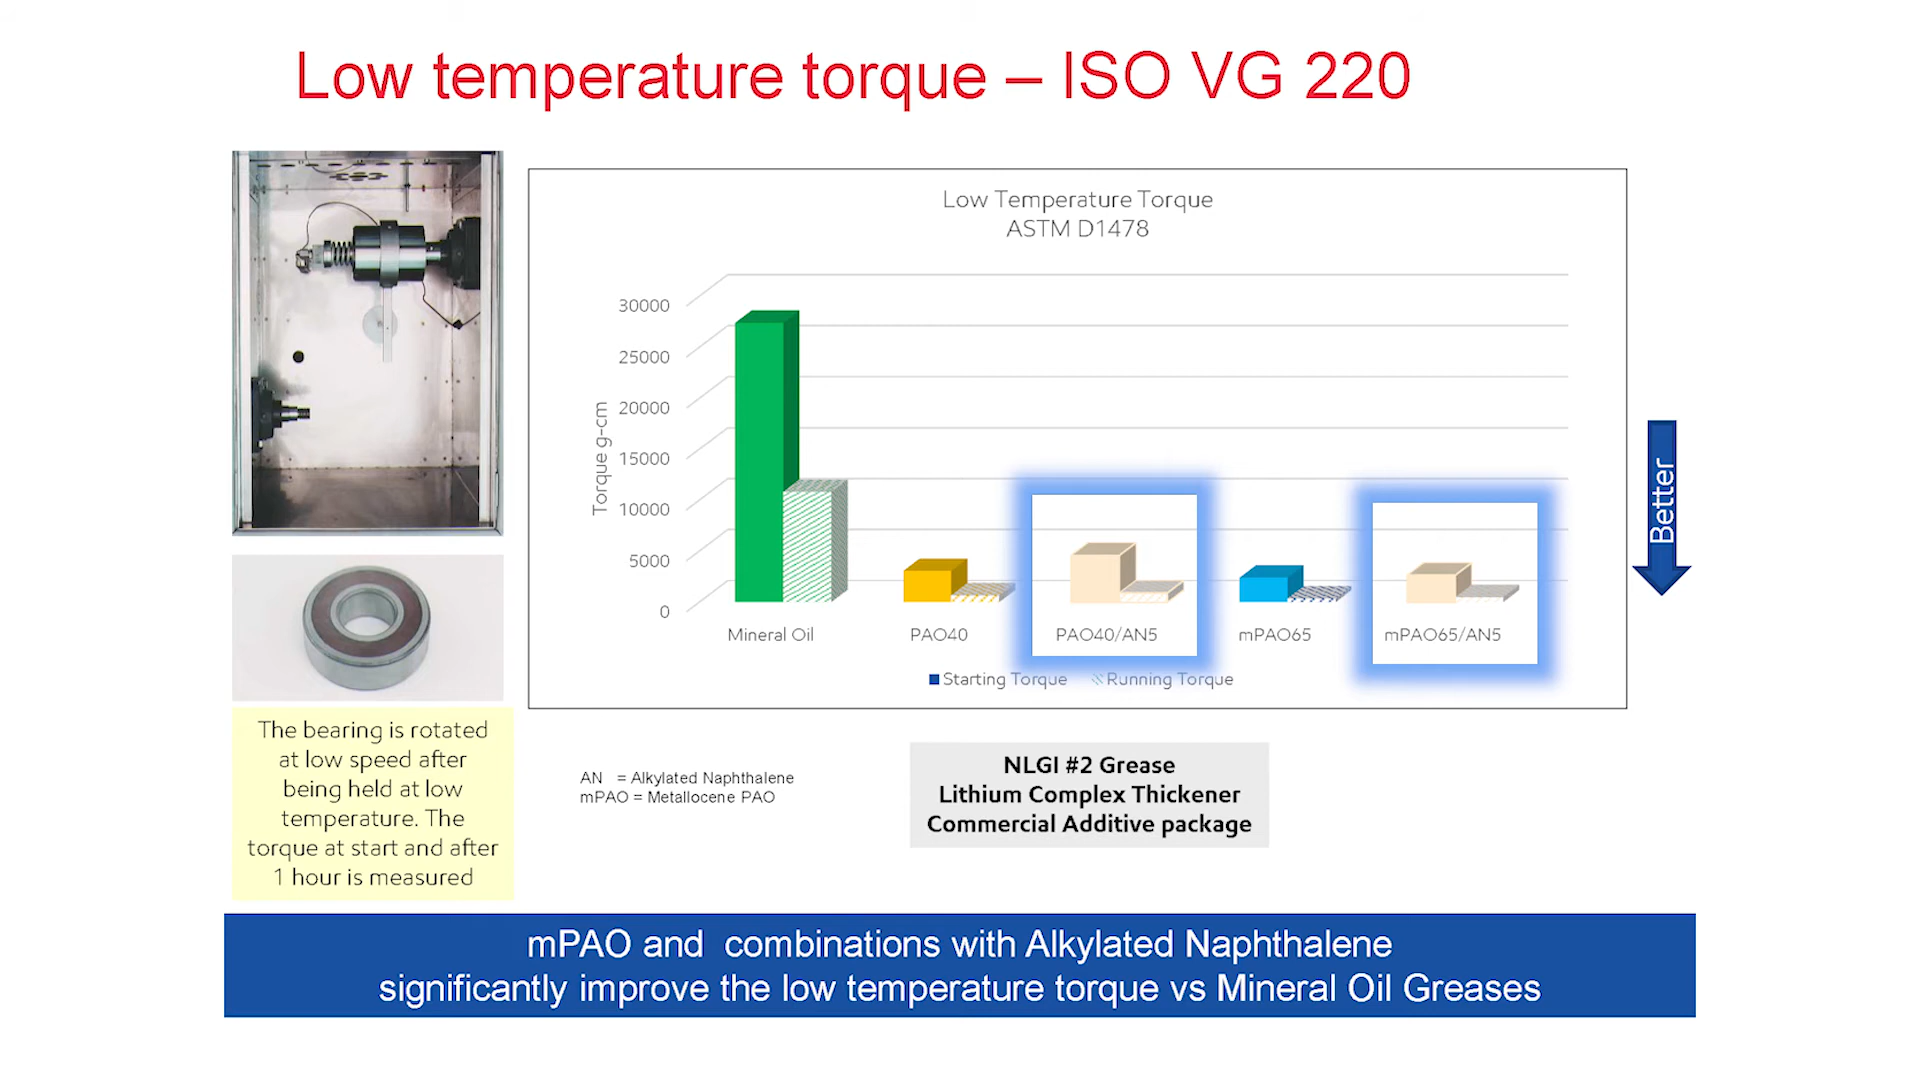 Low temperature torque – ISO VG 220
Low Temperature Torque
ASTM D1478
Torque g-cm
30000
25000
20000
15000
10000
5000
0
Mineral Oil
PAO40
PAO40/AN5
mPAO65
mPAO65/AN5
Starting Torque
Running Torque
Better
The bearing is rotated
at low speed after
being held at low
temperature. The
torque at start and after
1 hour is measured
AN = Alkylated Naphthalene
mPAO = Metallocene PAO
NLGI #2 Grease
Lithium Complex Thickener
Commercial Additive package
mPAO and combinations with Alkylated Naphthalene
significantly improve the low temperature torque vs Mineral Oil Greases